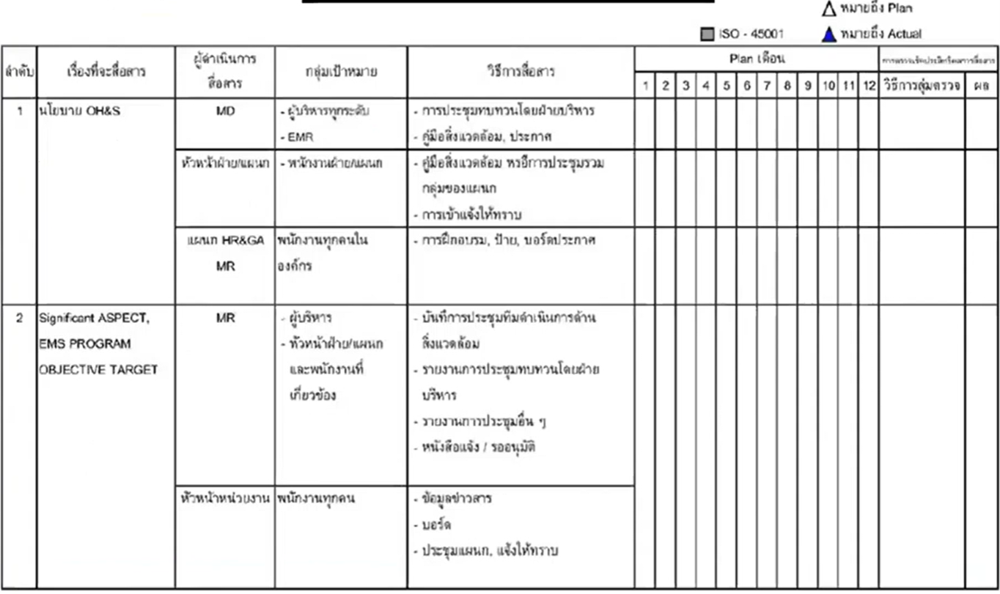 หมายถึง Plan
ISO - 45001
หมายถึง Actual
ลำดับ
เรื่องที่จะสื่อสาร
ผู้ดำเนินการ
สื่อสาร
กลุ่มเป้าหมาย
วิธีการสื่อสาร
Plan เดือน
การตรวจเช็คประสิทธิผลการสื่อสาร
1 2 3 4 5 6 7 8 9 10 11 12
วิธีการสุ่มตรวจ
ผล
1
นโยบาย OH&S
MD
- ผู้บริหารทุกระดับ
- EMR
- การประชุมทบทวนโดยฝ่ายบริหาร
- คู่มือสิ่งแวดล้อม, ประกาศ
หัวหน้าฝ่าย/แผนก
- พนักงานฝ่าย/แผนก
- คู่มือสิ่งแวดล้อม หรอืการประชุมรวม
กลุ่มของแผนก
- การเข้าแจ้งให้ทราบ
แผนก HR&GA
MR
พนักงานทุกคนใน
องค์กร
- การฝึกอบรม, ป้าย, บอร์ดประกาศ
2
Significant ASPECT,
EMS PROGRAM
OBJECTIVE TARGET
MR
- ผู้บริหาร
- หัวหน้าฝ่าย/แผนก
และพนักงานที่
เกี่ยวข้อง
- บันทึการประชุมทีมดำเนินการด้าน
สิ่งแวดล้อม
- รายงานการประชุมทบทวนโดยฝ่าย
บริหาร
- รายงานการประชุมอื่น ๆ
- หนังสือแจ้ง / รออนุมัติ
หัวหน้าหน่วยงาน
พนักงานทุกคน
- ข้อมูลข่าวสาร
- บอร์ด
- ประชุมแผนก, แจ้งให้ทราบ